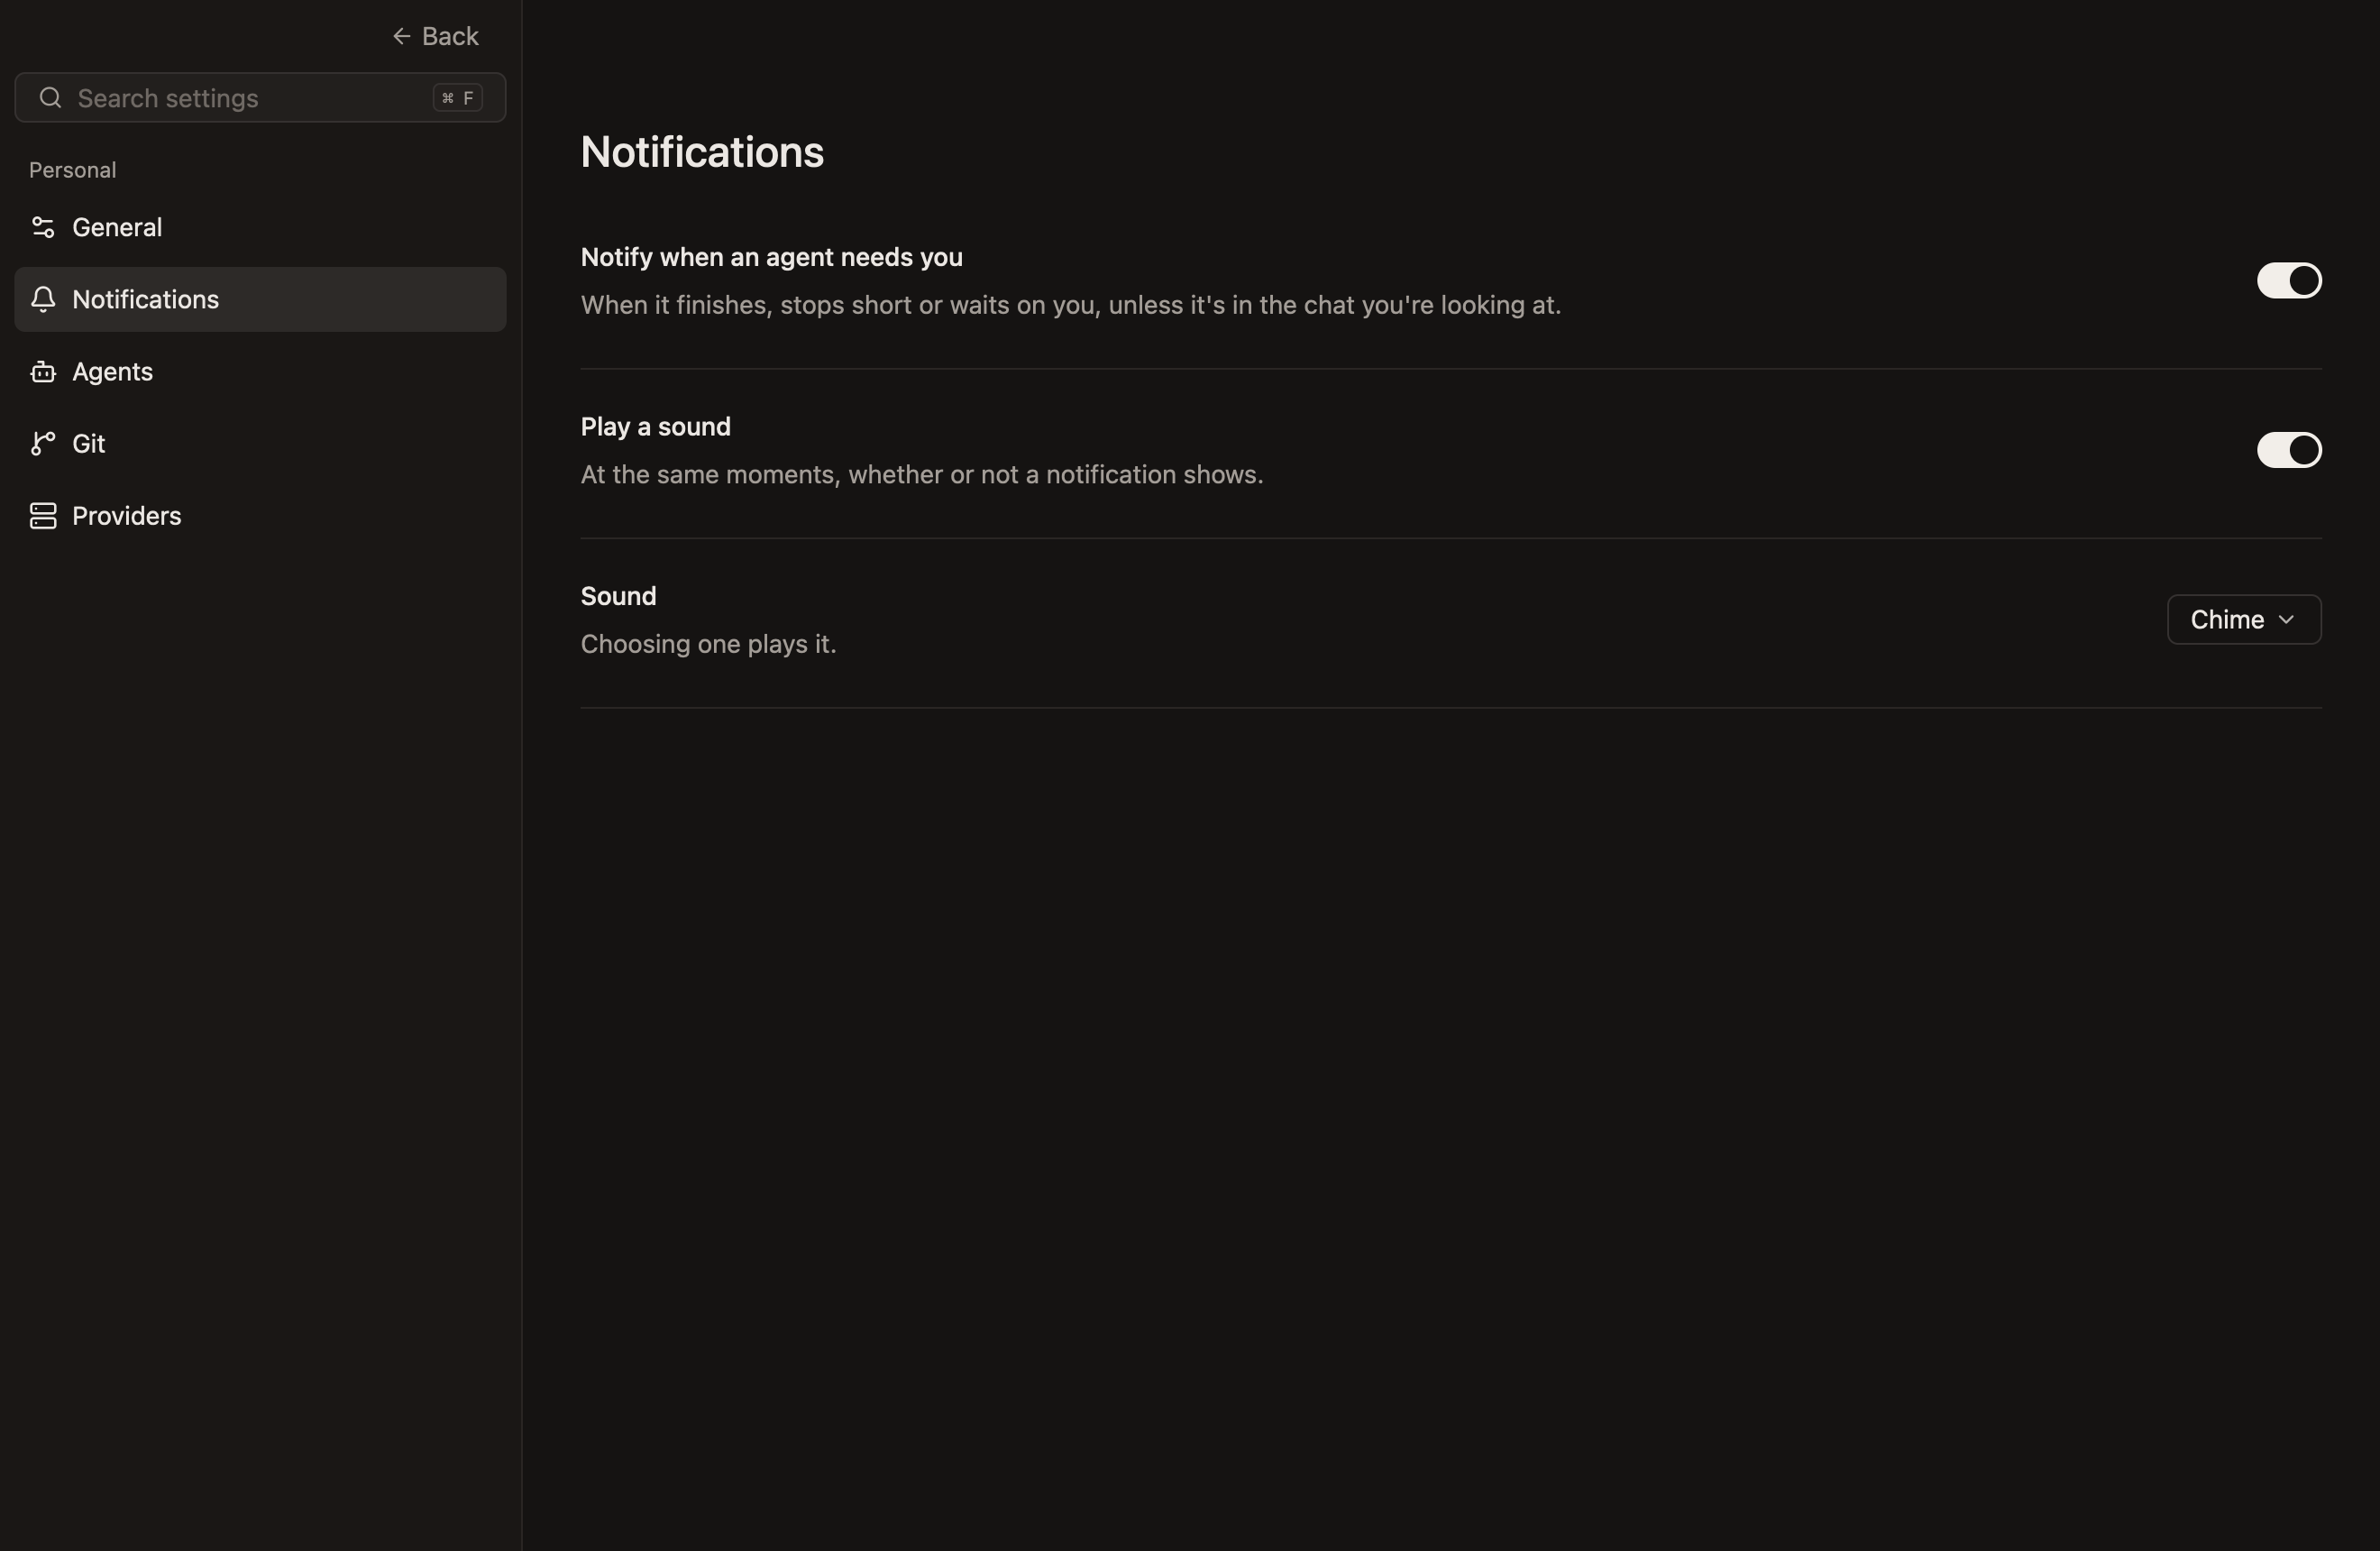 Back
Search settings
⌘ F
Personal
General
Notifications
Agents
Git
Providers
Notifications
Notify when an agent needs you
When it finishes, stops short or waits on you, unless it's in the chat you're looking at.
Play a sound
At the same moments, whether or not a notification shows.
Sound
Choosing one plays it.
Chime